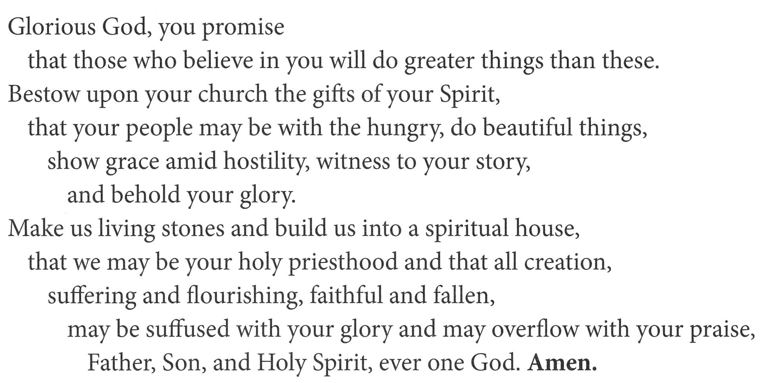 Glorious God, you promise
that those who believe in you will do greater things than these.
Bestow upon your church the gifts of your Spirit,
that your people may be with the hungry, do beautiful things,
show grace amid hostility, witness to your story,
and behold your glory.
Make us living stones and build us into a spiritual house,
that we may be your holy priesthood and that all creation,
suffering and flourishing, faithful and fallen,
may be suffused with your glory and may overflow with your praise,
Father, Son, and Holy Spirit, ever one God. Amen.